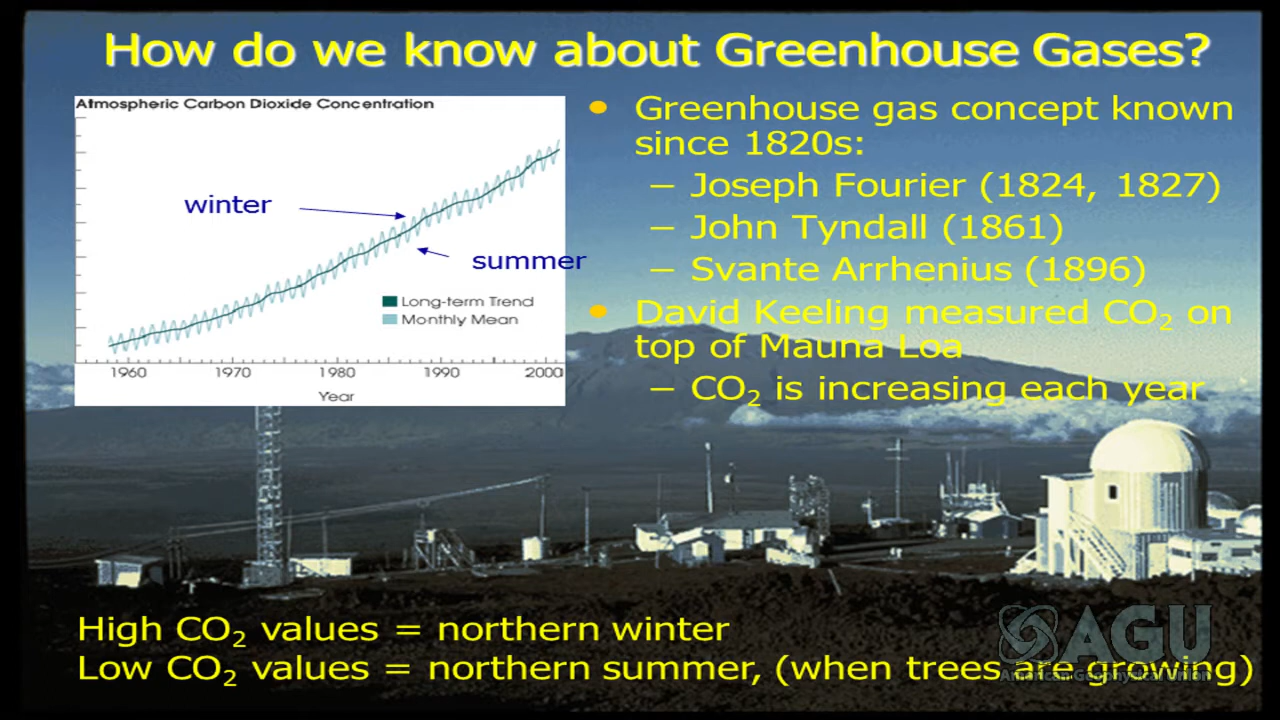 How do we know about Greenhouse Gases?
Atmospheric Carbon Dioxide Concentration
winter
summer
Long-term Trend
Monthly Mean
1960 1970 1980 1990 2000
Year
• Greenhouse gas concept known
since 1820s:
– Joseph Fourier (1824, 1827)
– John Tyndall (1861)
– Svante Arrhenius (1896)
• David Keeling measured CO₂ on
top of Mauna Loa
– CO₂ is increasing each year
High CO₂ values = northern winter
Low CO₂ values = northern summer, (when trees are growing)
AGU
American Geophysical Union